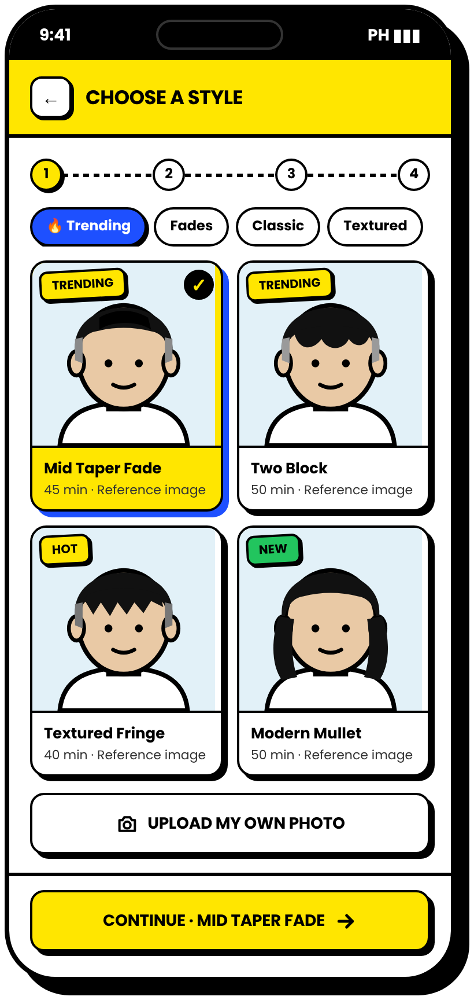 9:41
PH
← CHOOSE A STYLE
1 2 3 4
🔥 Trending Fades Classic Textured
TRENDING ✓
Mid Taper Fade
45 min · Reference image
TRENDING
Two Block
50 min · Reference image
HOT
Textured Fringe
40 min · Reference image
NEW
Modern Mullet
50 min · Reference image
UPLOAD MY OWN PHOTO
CONTINUE · MID TAPER FADE →